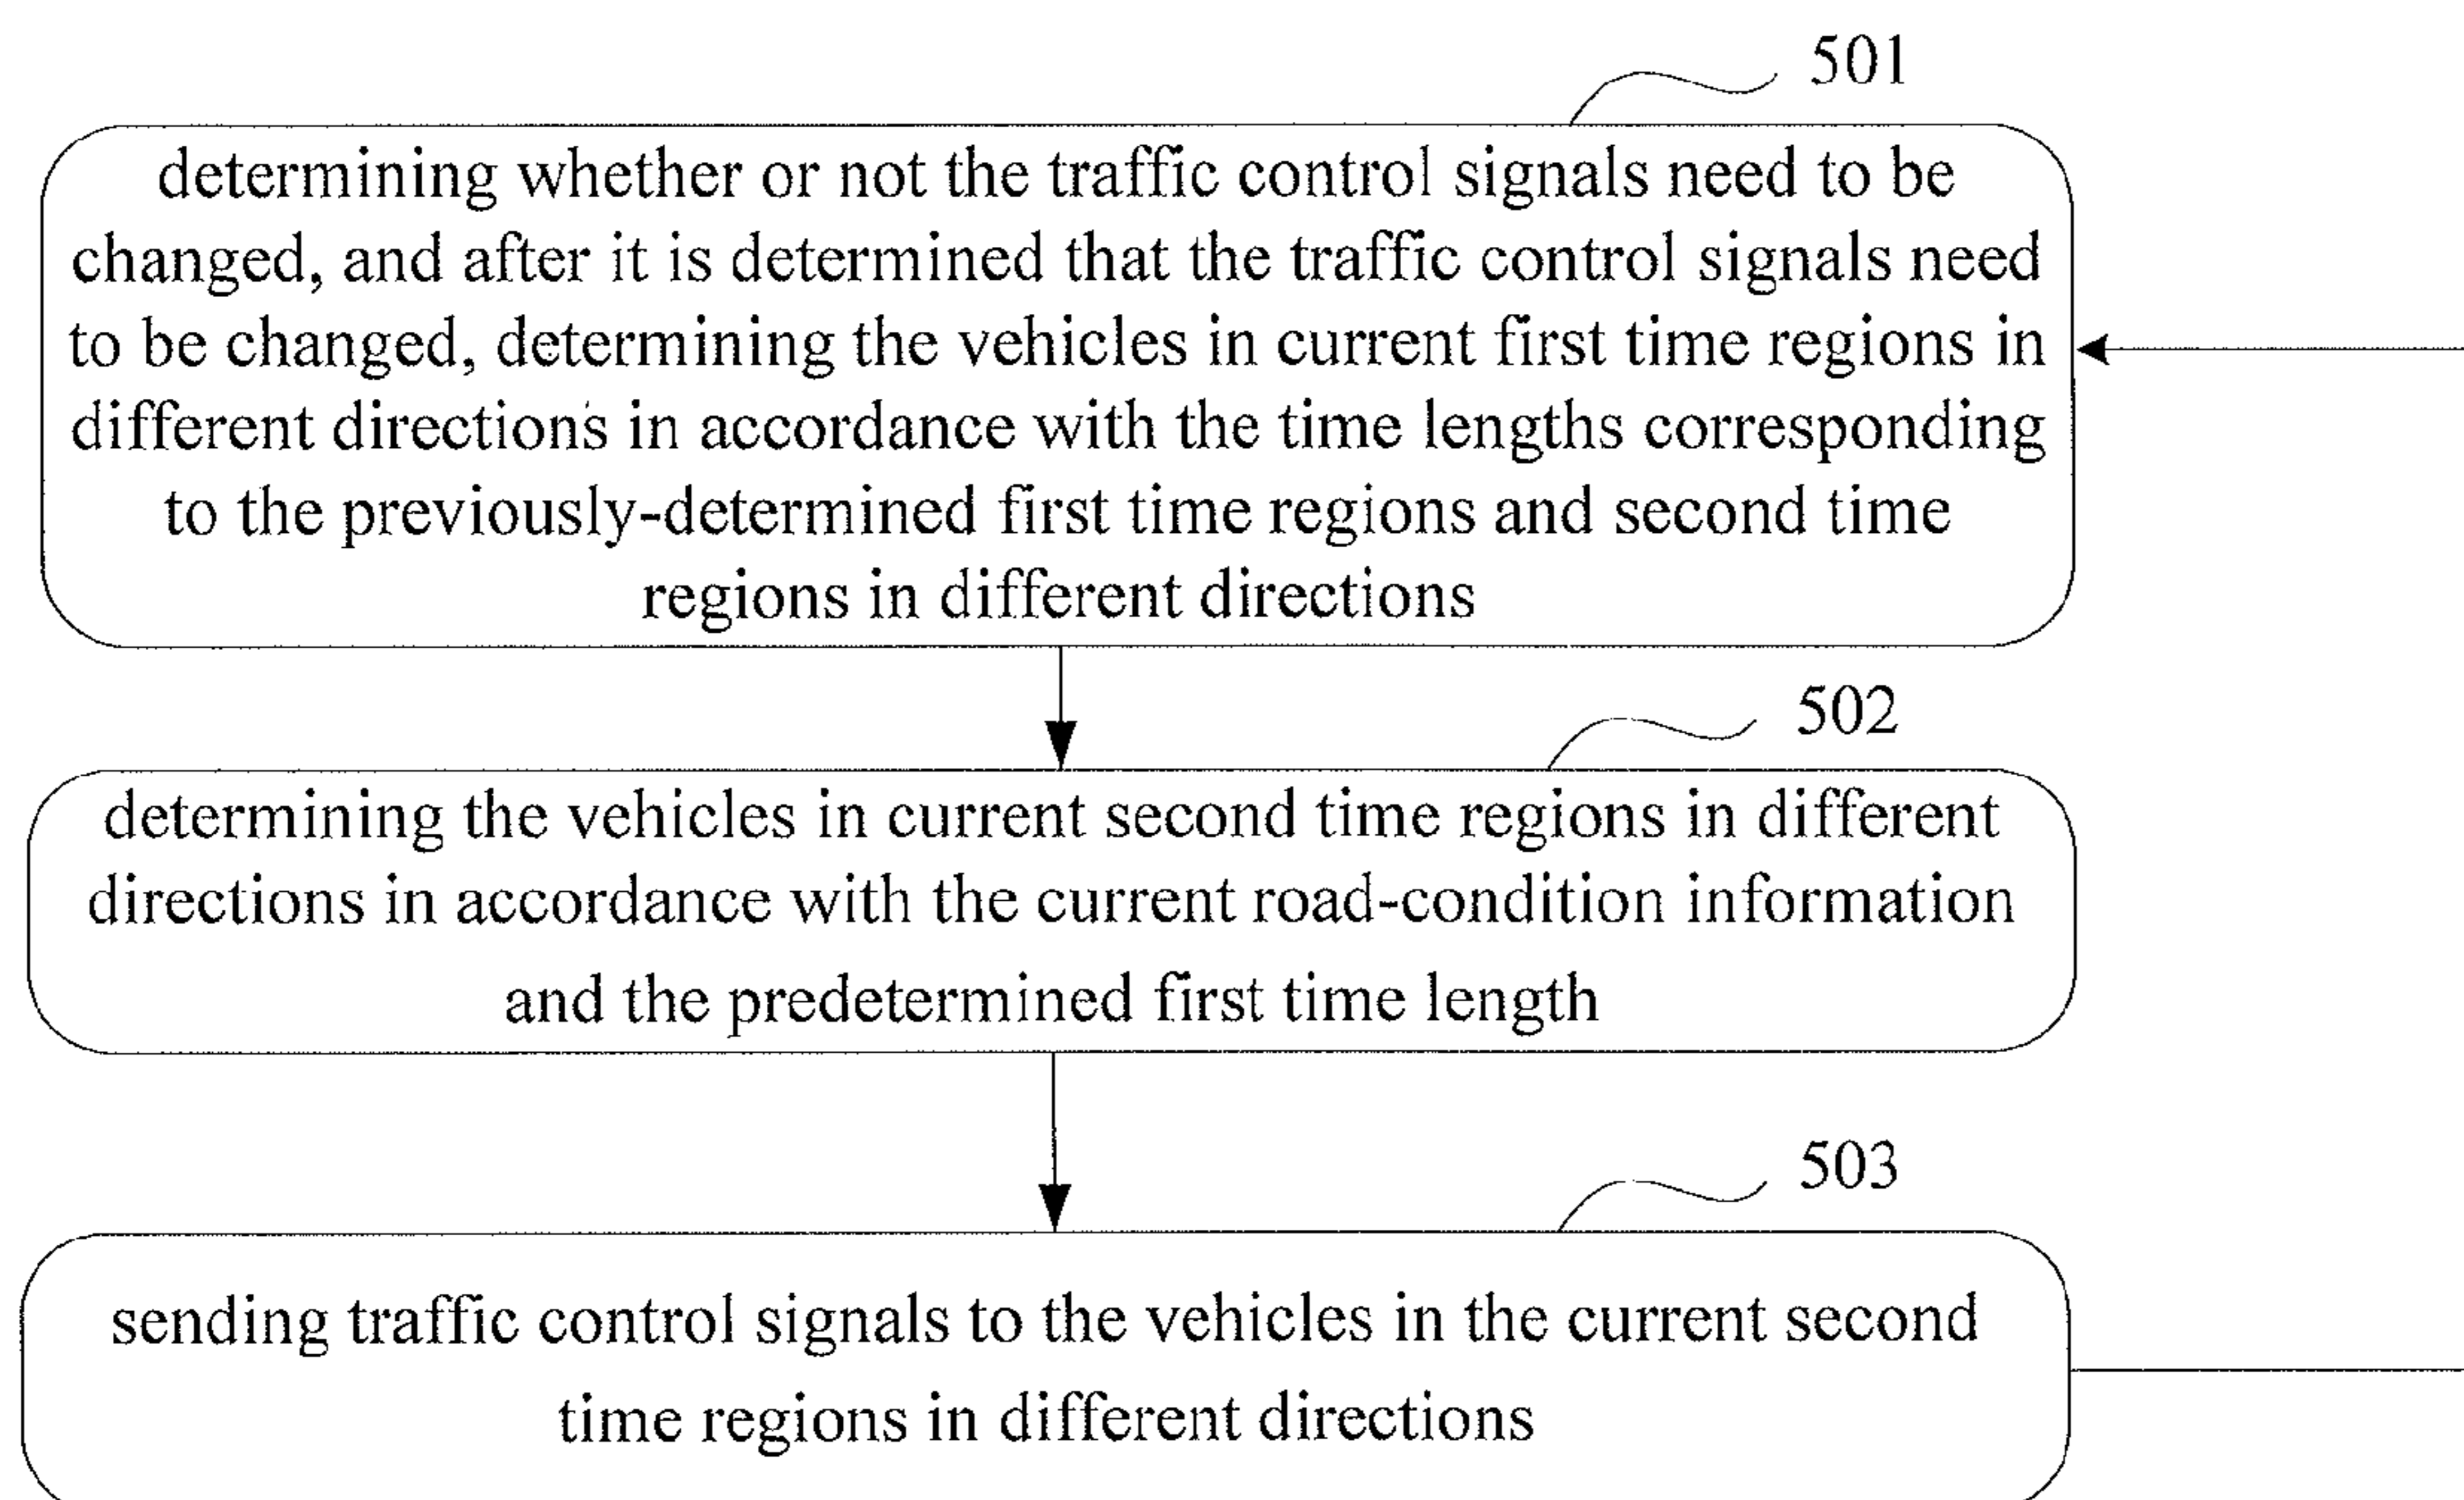 501
determining whether or not the traffic control signals need to be
changed, and after it is determined that the traffic control signals need
to be changed, determining the vehicles in current first time regions in
different directions in accordance with the time lengths corresponding
to the previously-determined first time regions and second time
regions in different directions
502
determining the vehicles in current second time regions in different
directions in accordance with the current road-condition information
and the predetermined first time length
503
sending traffic control signals to the vehicles in the current second
time regions in different directions